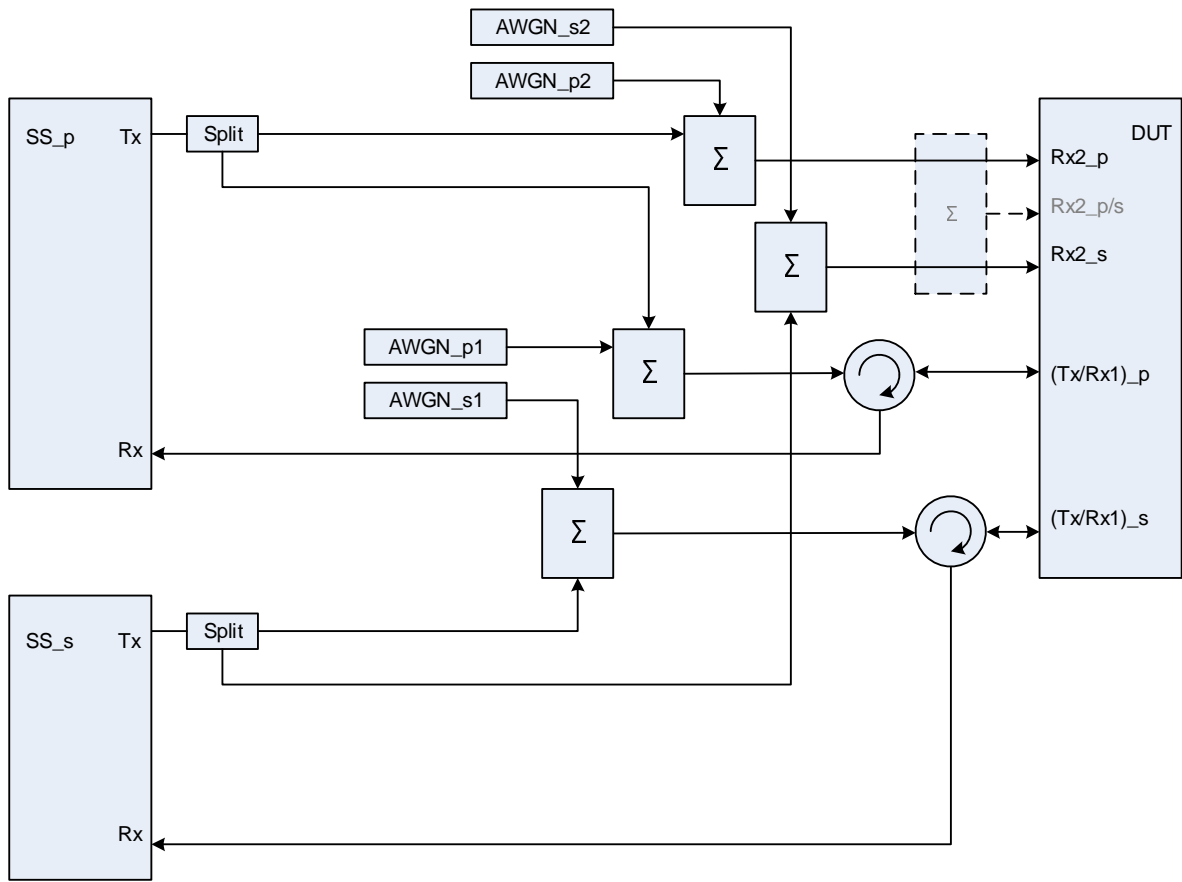 AWGN_s2
AWGN_p2
SS_p
Tx
Split
Σ
DUT
Rx2_p
Σ
Rx2_p/s
Σ
Rx2_s
AWGN_p1
Σ
(Tx/Rx1)_p
AWGN_s1
Rx
Σ
(Tx/Rx1)_s
SS_s
Tx
Split
Rx